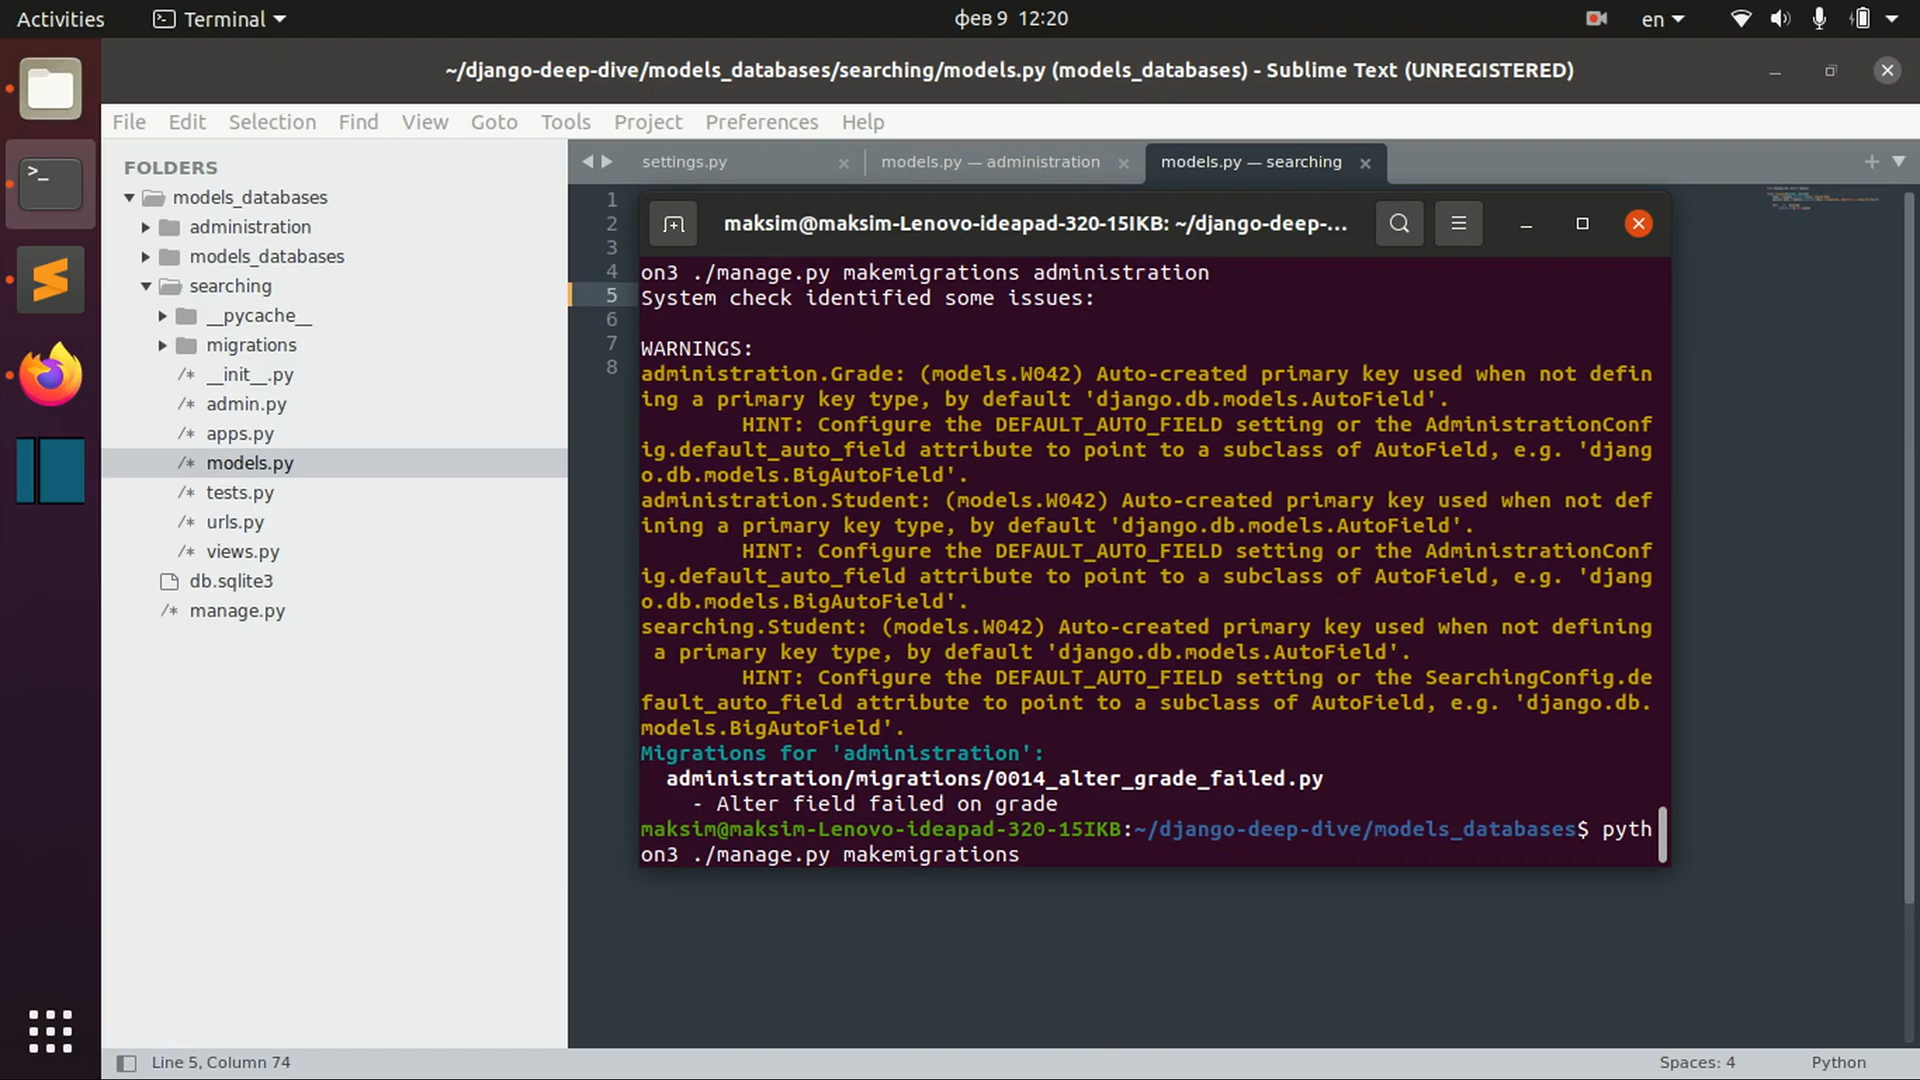 Activities
Terminal
фев 9 12:20
en
~/django-deep-dive/models_databases/searching/models.py (models_databases) - Sublime Text (UNREGISTERED)
File Edit Selection Find View Goto Tools Project Preferences Help
FOLDERS
models_databases
administration
models_databases
searching
__pycache__
migrations
/* __init__.py
/* admin.py
/* apps.py
/* models.py
/* tests.py
/* urls.py
/* views.py
db.sqlite3
/* manage.py
settings.py
models.py — administration
models.py — searching
1
2
3
4
5
6
7
8
maksim@maksim-Lenovo-ideapad-320-15IKB: ~/django-deep-...
on3 ./manage.py makemigrations administration
System check identified some issues:
WARNINGS:
administration.Grade: (models.W042) Auto-created primary key used when not defin
ing a primary key type, by default 'django.db.models.AutoField'.
HINT: Configure the DEFAULT_AUTO_FIELD setting or the AdministrationConf
ig.default_auto_field attribute to point to a subclass of AutoField, e.g. 'djang
o.db.models.BigAutoField'.
administration.Student: (models.W042) Auto-created primary key used when not def
ining a primary key type, by default 'django.db.models.AutoField'.
HINT: Configure the DEFAULT_AUTO_FIELD setting or the AdministrationConf
ig.default_auto_field attribute to point to a subclass of AutoField, e.g. 'djang
o.db.models.BigAutoField'.
searching.Student: (models.W042) Auto-created primary key used when not defining
a primary key type, by default 'django.db.models.AutoField'.
HINT: Configure the DEFAULT_AUTO_FIELD setting or the SearchingConfig.de
fault_auto_field attribute to point to a subclass of AutoField, e.g. 'django.db.
models.BigAutoField'.
Migrations for 'administration':
administration/migrations/0014_alter_grade_failed.py
- Alter field failed on grade
maksim@maksim-Lenovo-ideapad-320-15IKB:~/django-deep-dive/models_databases$ pyth
on3 ./manage.py makemigrations
Line 5, Column 74
Spaces: 4
Python